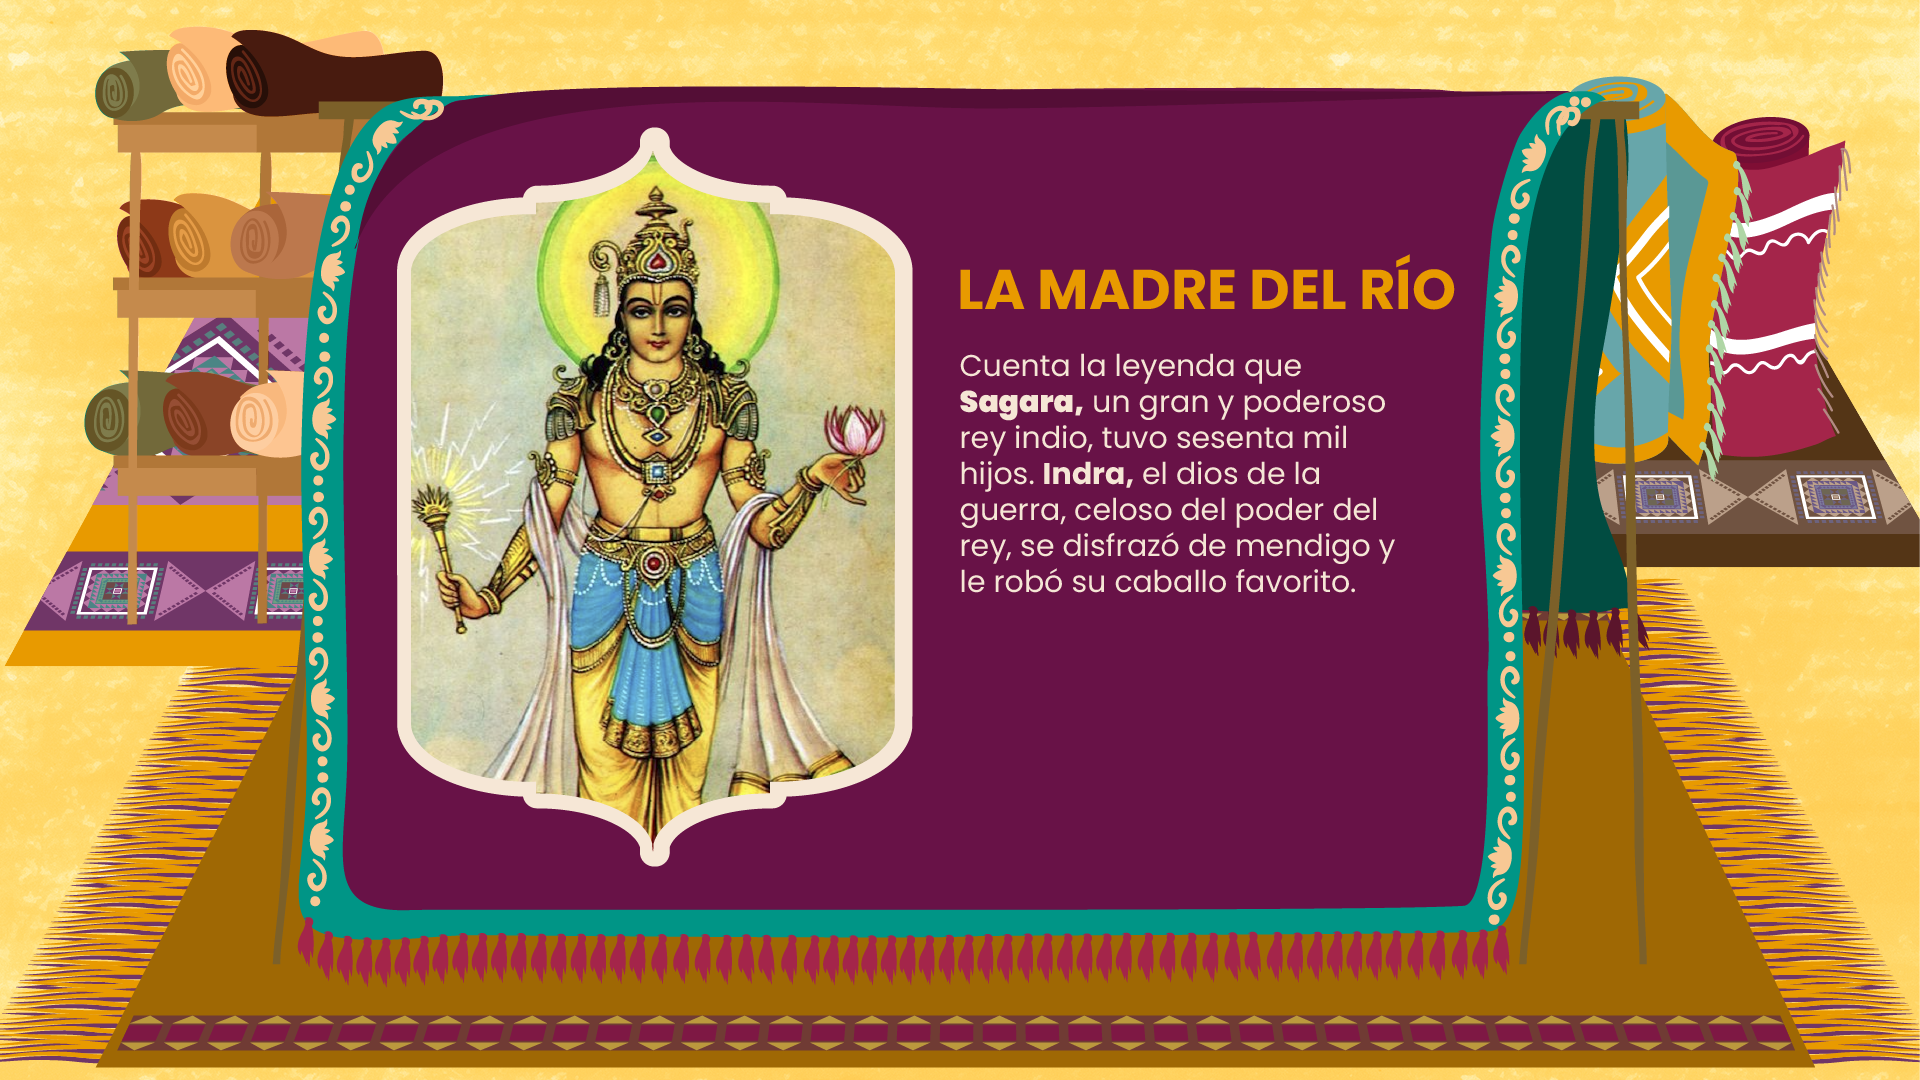 LA MADRE DEL RÍO
Cuenta la leyenda que
Sagara, un gran y poderoso
rey indio, tuvo sesenta mil
hijos. Indra, el dios de la
guerra, celoso del poder del
rey, se disfrazó de mendigo y
le robó su caballo favorito.